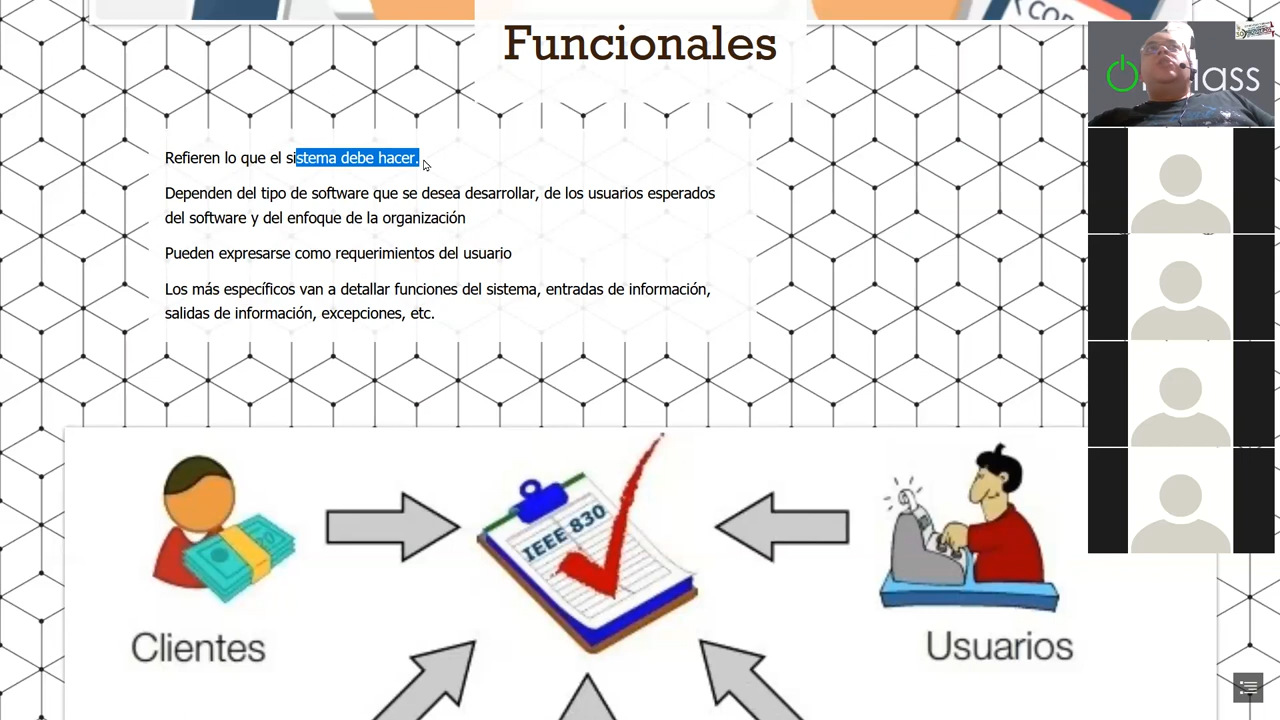 Funcionales
Refieren lo que el sistema debe hacer.
Dependen del tipo de software que se desea desarrollar, de los usuarios esperados
del software y del enfoque de la organización
Pueden expresarse como requerimientos del usuario
Los más específicos van a detallar funciones del sistema, entradas de información,
salidas de información, excepciones, etc.
IEEE 830
Clientes
Usuarios